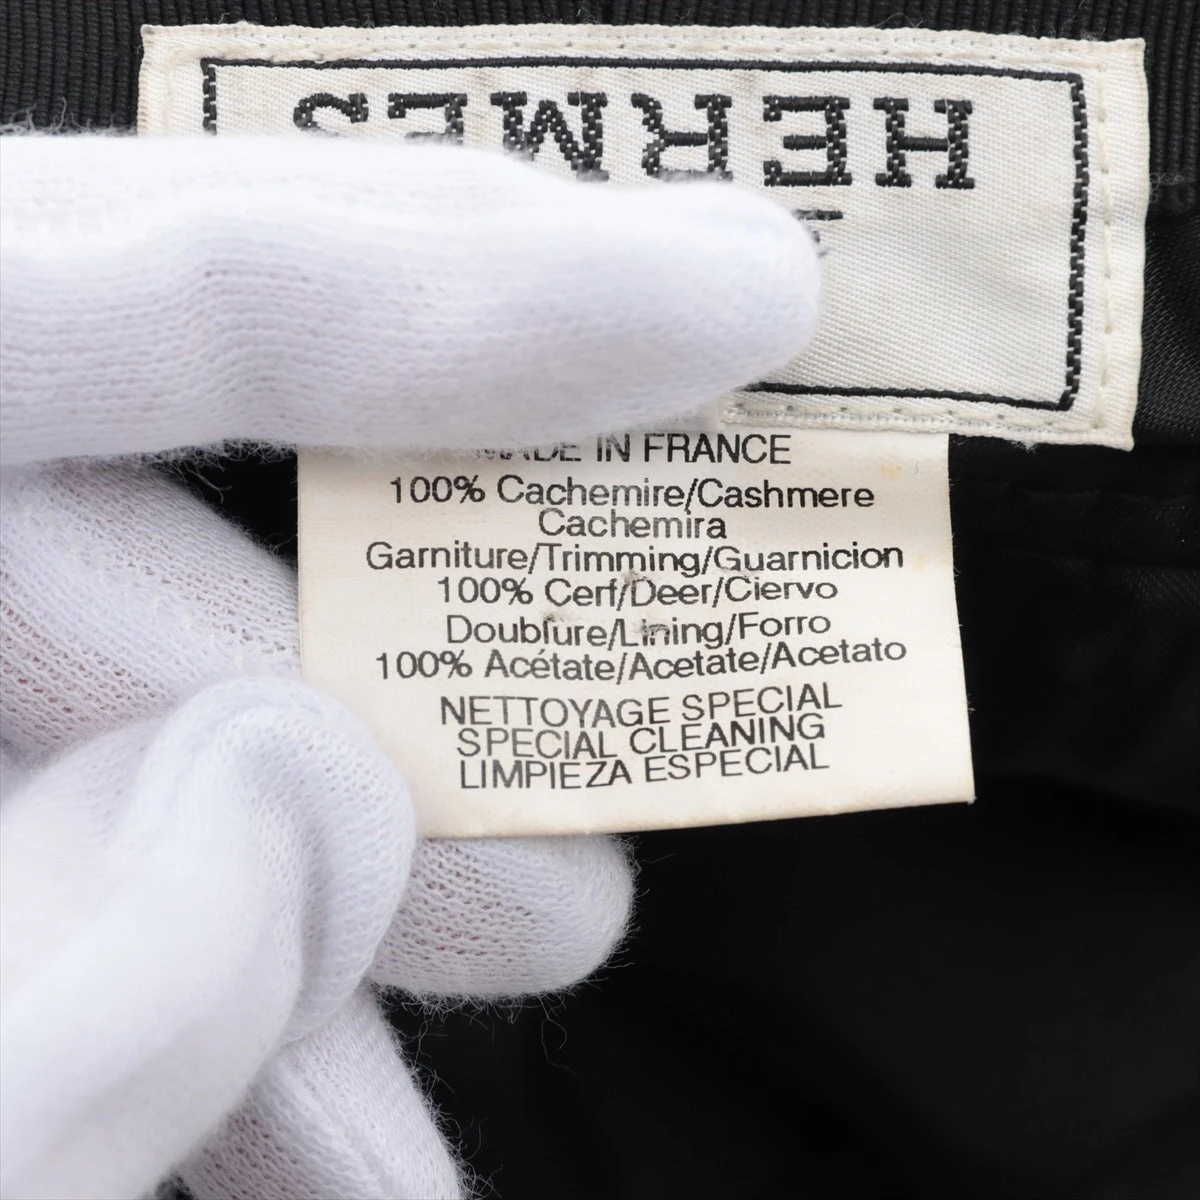 HERMES
MADE IN FRANCE
100% Cachemire/Cashmere
Cachemira
Garniture/Trimming/Guarnicion
100% Cerf/Deer/Ciervo
Doublure/Lining/Forro
100% Acétate/Acetate/Acetato
NETTOYAGE SPECIAL
SPECIAL CLEANING
LIMPIEZA ESPECIAL